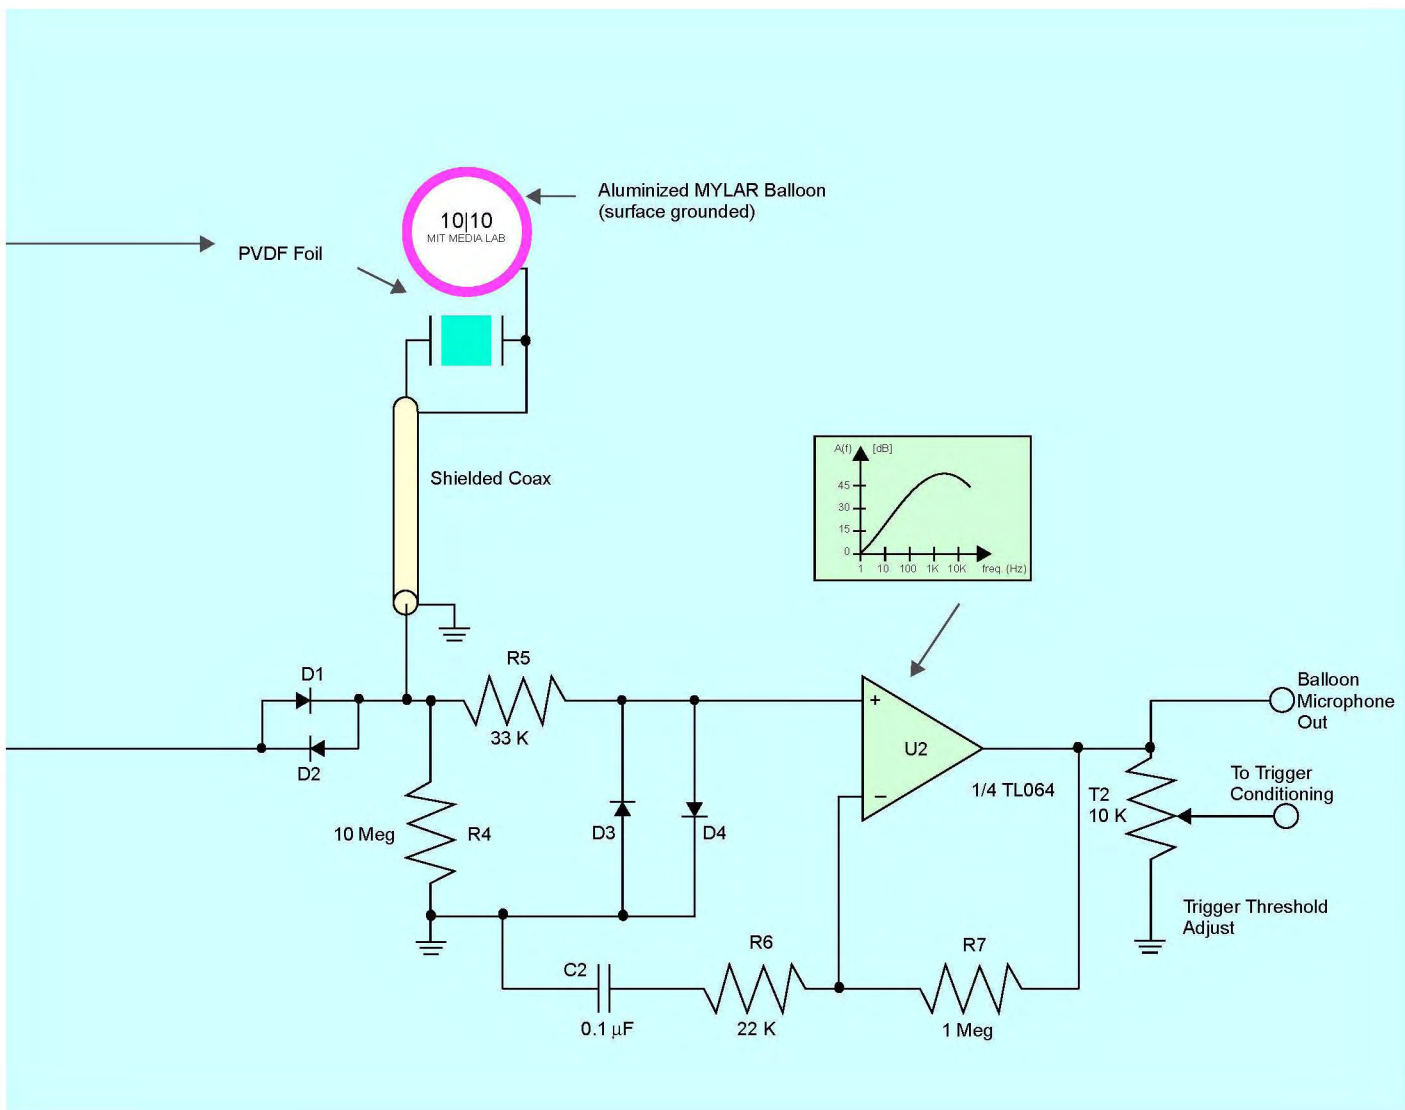 Aluminized MYLAR Balloon
(surface grounded)
10|10
MIT MEDIA LAB
PVDF Foil
Shielded Coax
A(f) [dB]
45
30
15
0
1 10 100 1K 10K freq. (Hz)
D1
D2
R5
33 K
10 Meg
R4
D3
D4
+
U2
−
1/4 TL064
Balloon
Microphone
Out
To Trigger
Conditioning
T2
10 K
Trigger Threshold
Adjust
C2
0.1 µF
R6
22 K
R7
1 Meg